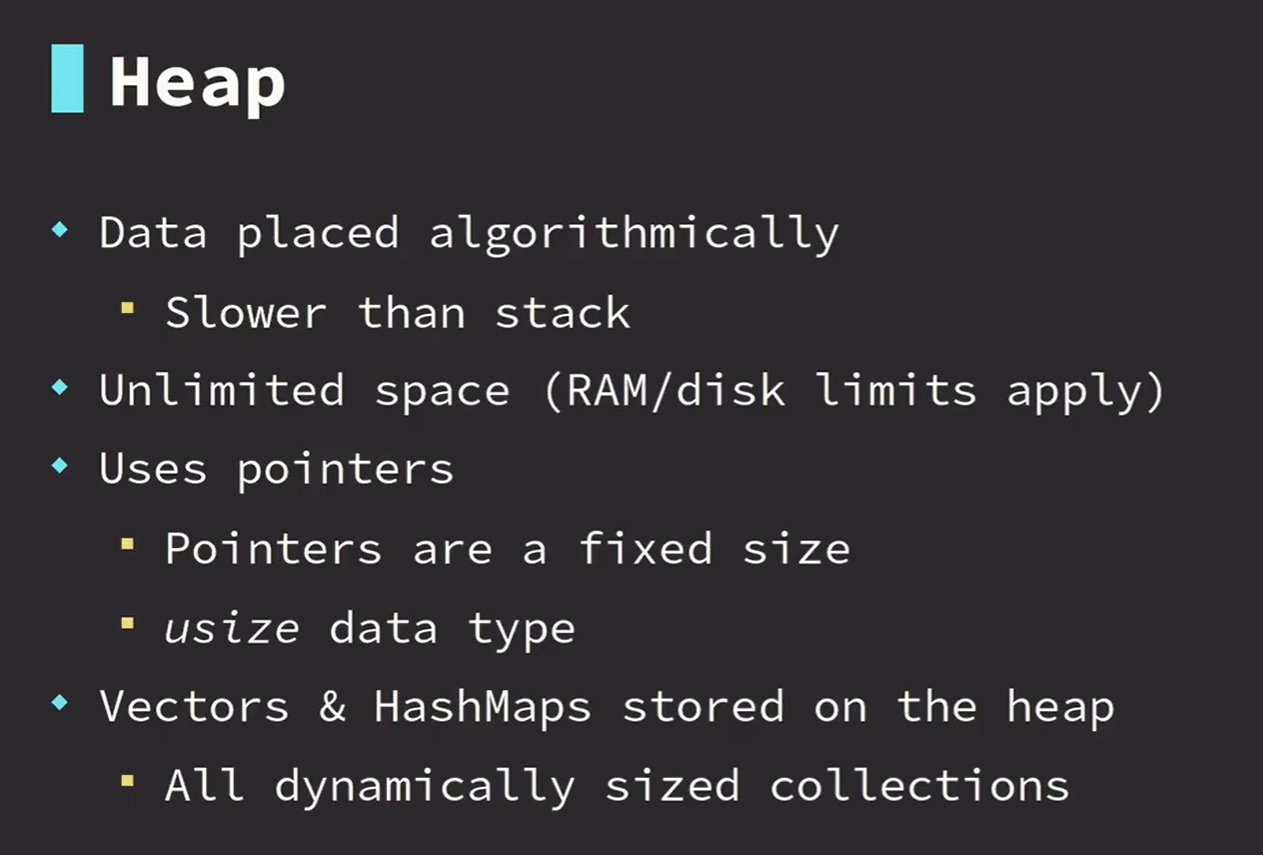 Heap
Data placed algorithmically
Slower than stack
Unlimited space (RAM/disk limits apply)
Uses pointers
Pointers are a fixed size
usize data type
Vectors & HashMaps stored on the heap
All dynamically sized collections